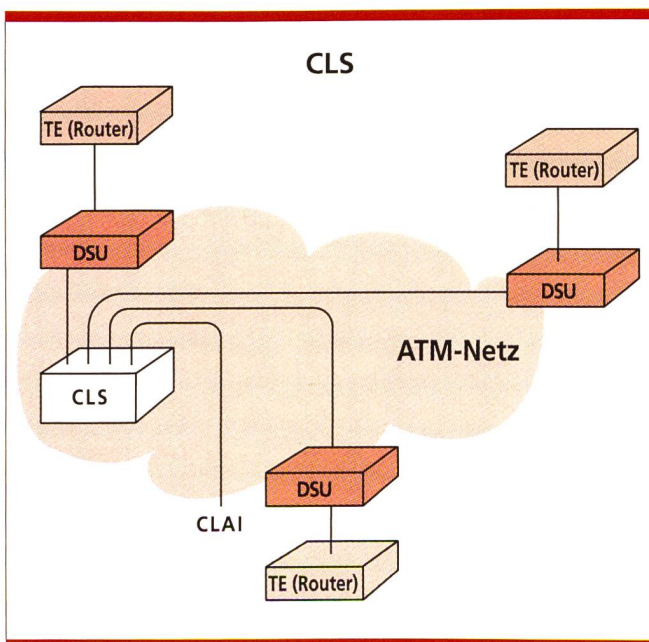 CLS
TE (Router)
TE (Router)
DSU
DSU
ATM-Netz
CLS
DSU
CLAI
TE (Router)